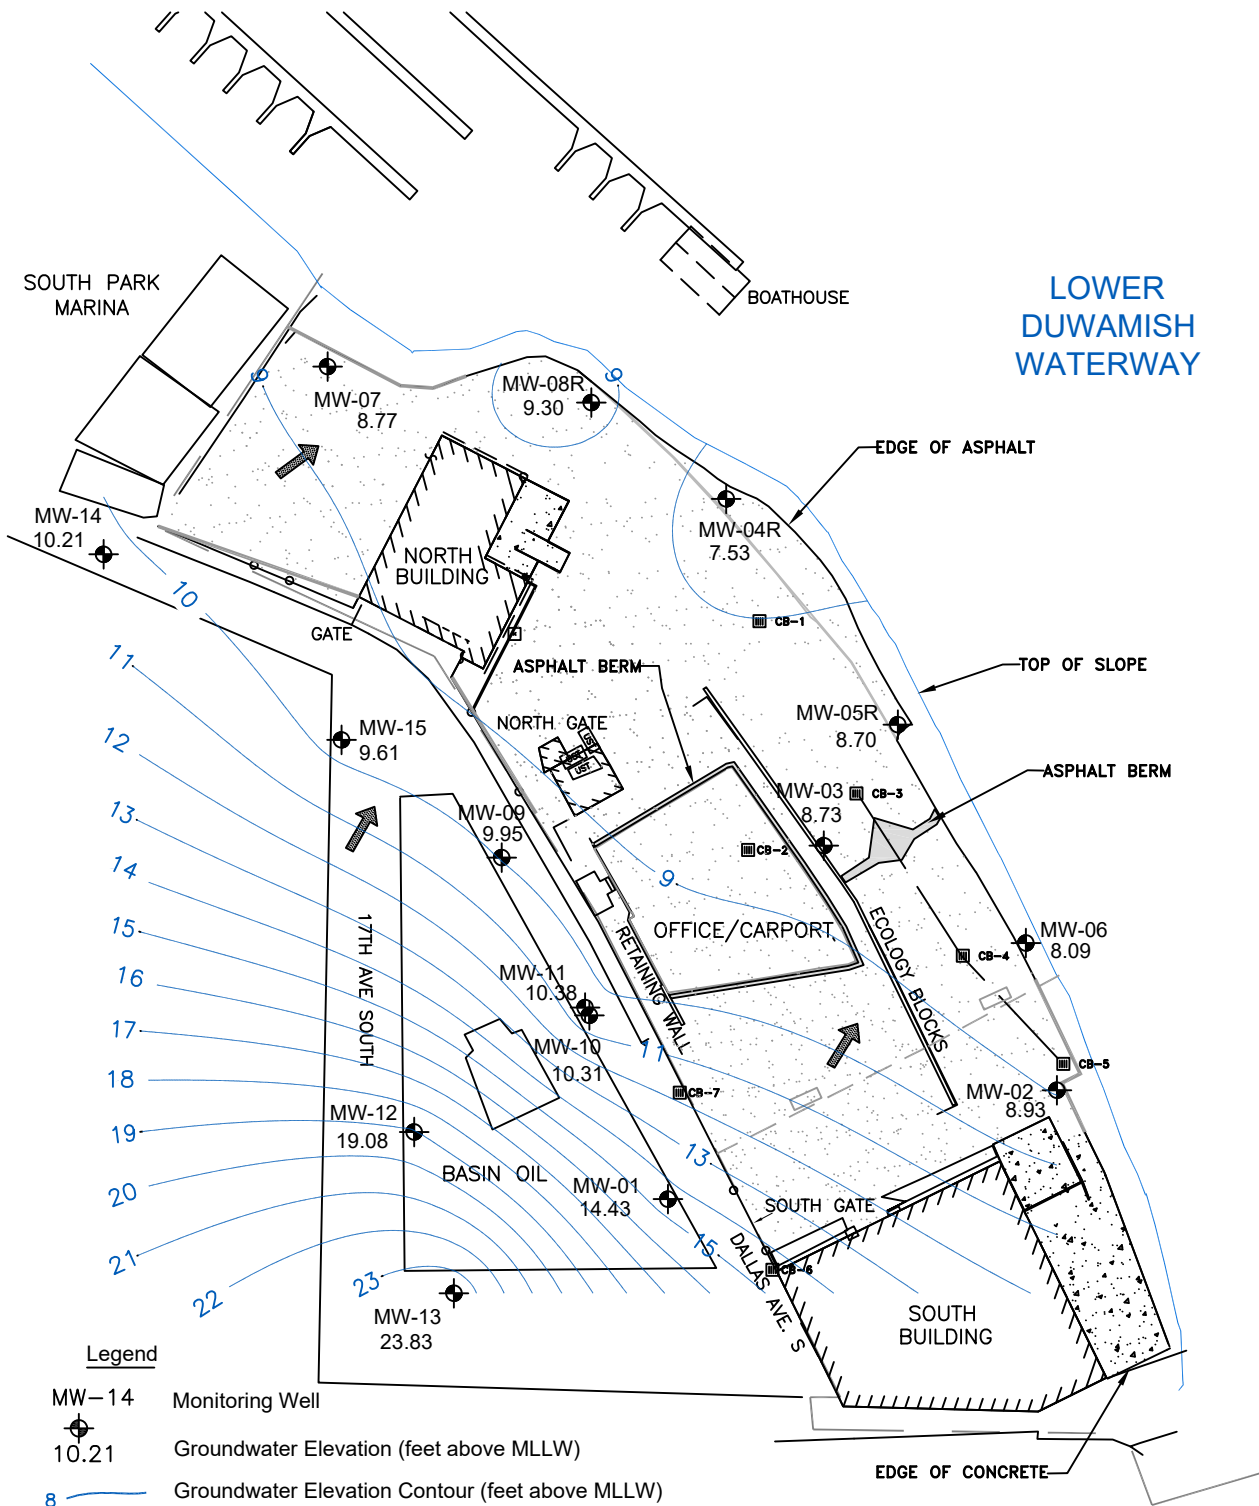 SOUTH PARK
MARINA
BOATHOUSE
LOWER
DUWAMISH
WATERWAY
9
MW-07
8.77
MW-08R
9.30
9
EDGE OF ASPHALT
MW-14
10.21
MW-04R
7.53
NORTH
BUILDING
10
GATE
CB-1
11
ASPHALT BERM
TOP OF SLOPE
MW-15
9.61
NORTH GATE
UST
UST
MW-05R
8.70
12
ASPHALT BERM
13
MW-09
9.95
MW-03
8.73
CB-3
CB-2
14
9
15
17TH AVE SOUTH
RETAINING WALL
OFFICE/CARPORT
ECOLOGY BLOCKS
MW-06
8.09
CB-4
16
MW-11
10.38
17
MW-10
10.31
11
18
CB-5
CB-7
MW-02
8.93
19
MW-12
19.08
13
20
BASIN OIL
MW-01
14.43
SOUTH GATE
21
15
DALLAS AVE. S
CB-6
22
23
MW-13
23.83
SOUTH
BUILDING
Legend
MW-14
Monitoring Well
10.21
Groundwater Elevation (feet above MLLW)
EDGE OF CONCRETE
8
Groundwater Elevation Contour (feet above MLLW)